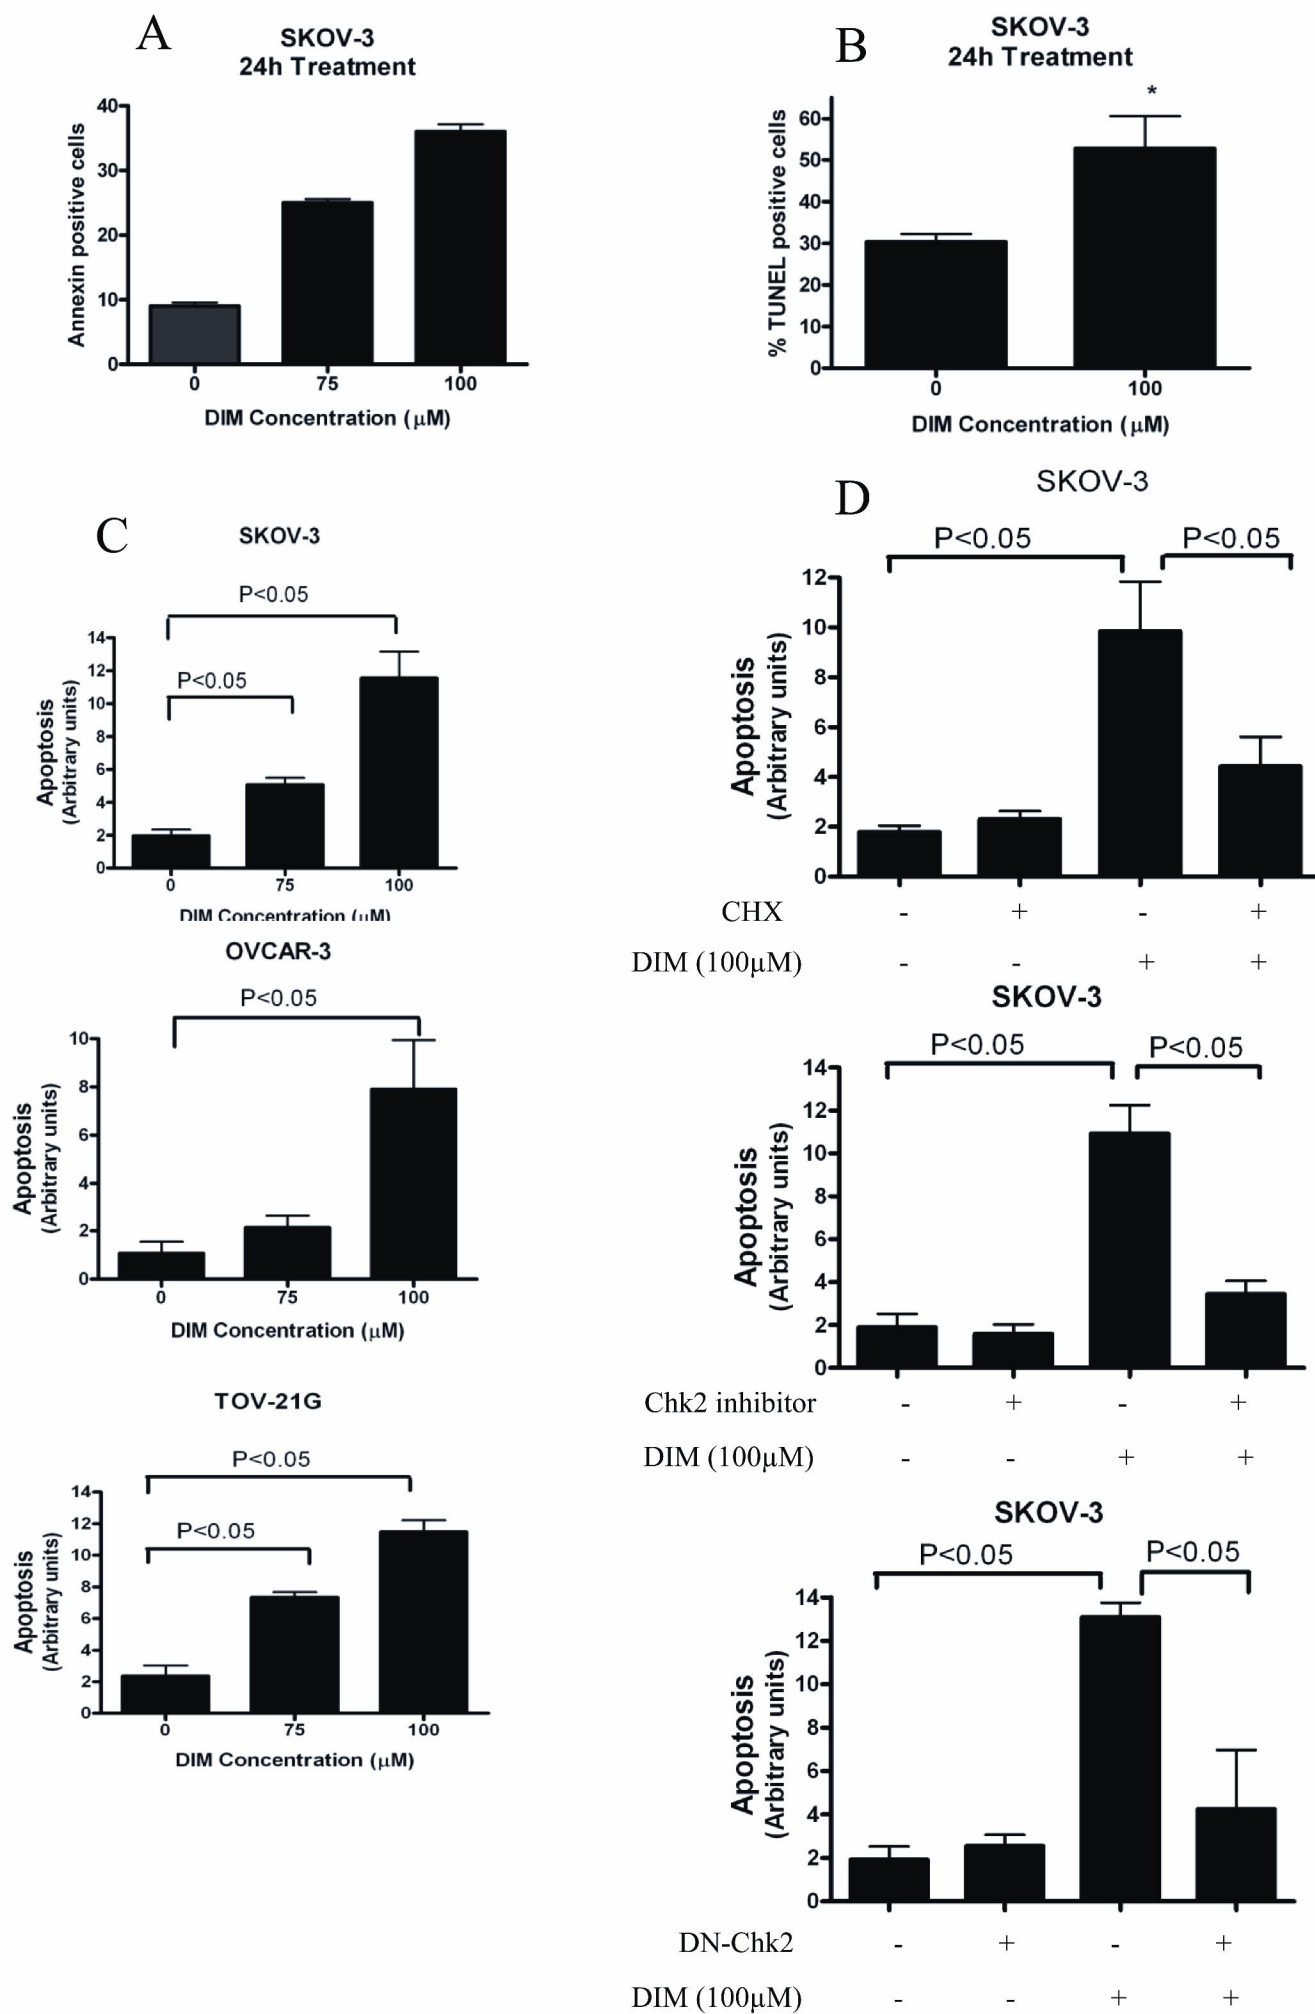 A
SKOV-3
24h Treatment
Annexin positive cells
40
30
20
10
0
0 75 100
DIM Concentration (µM)
B
SKOV-3
24h Treatment
*
% TUNEL positive cells
60
50
40
30
20
10
0
0 100
DIM Concentration (µM)
C
SKOV-3
P<0.05
P<0.05
Apoptosis
(Arbitrary units)
14
12
10
8
6
4
2
0
0 75 100
DIM Concentration (µM)
OVCAR-3
P<0.05
Apoptosis
(Arbitrary units)
10
8
6
4
2
0
0 75 100
DIM Concentration (µM)
TOV-21G
P<0.05
P<0.05
Apoptosis
(Arbitrary units)
14
12
10
8
6
4
2
0
0 75 100
DIM Concentration (µM)
D
SKOV-3
P<0.05 P<0.05
Apoptosis
(Arbitrary units)
12
10
8
6
4
2
0
CHX - + - +
DIM (100µM) - - + +
SKOV-3
P<0.05 P<0.05
Apoptosis
(Arbitrary units)
14
12
10
8
6
4
2
0
Chk2 inhibitor - + - +
DIM (100µM) - - + +
SKOV-3
P<0.05 P<0.05
Apoptosis
(Arbitrary units)
14
12
10
8
6
4
2
0
DN-Chk2 - + - +
DIM (100µM) - - + +